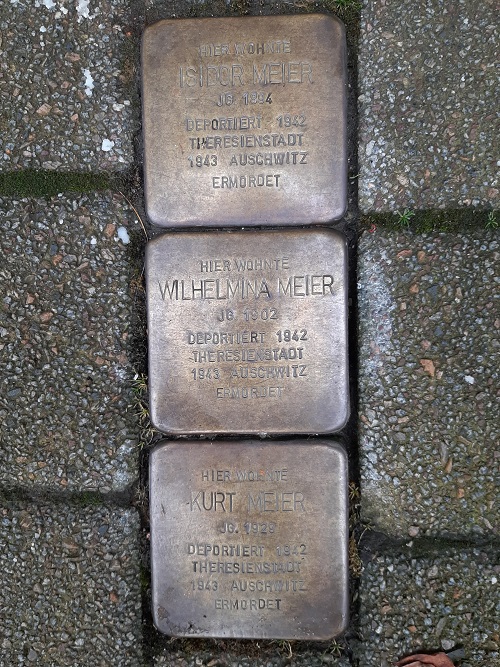 HIER WOHNTE
ISIDOR MEIER
JG. 1894
DEPORTIERT 1942
THERESIENSTADT
1943 AUSCHWITZ
ERMORDET
HIER WOHNTE
WILHELMINA MEIER
JG. 1902
DEPORTIERT 1942
THERESIENSTADT
1943 AUSCHWITZ
ERMORDET
HIER WOHNTE
KURT MEIER
JG.
DEPORTIERT 1942
THERESIENSTADT
1943 AUSCHWITZ
ERMORDET